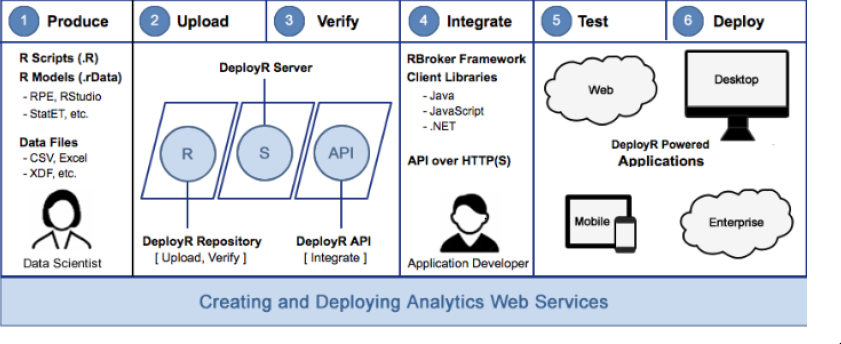 1 Produce
2 Upload
3 Verify
4 Integrate
5 Test
6 Deploy
R Scripts (.R)
R Models (.rData)
- RPE, RStudio
- StatET, etc.
Data Files
- CSV, Excel
- XDF, etc.
Data Scientist
DeployR Server
R
S
API
DeployR Repository
[ Upload, Verify ]
DeployR API
[ Integrate ]
RBroker Framework
Client Libraries
- Java
- JavaScript
- .NET
API over HTTP(S)
Application Developer
Web
Desktop
DeployR Powered
Applications
Mobile
Enterprise
Creating and Deploying Analytics Web Services